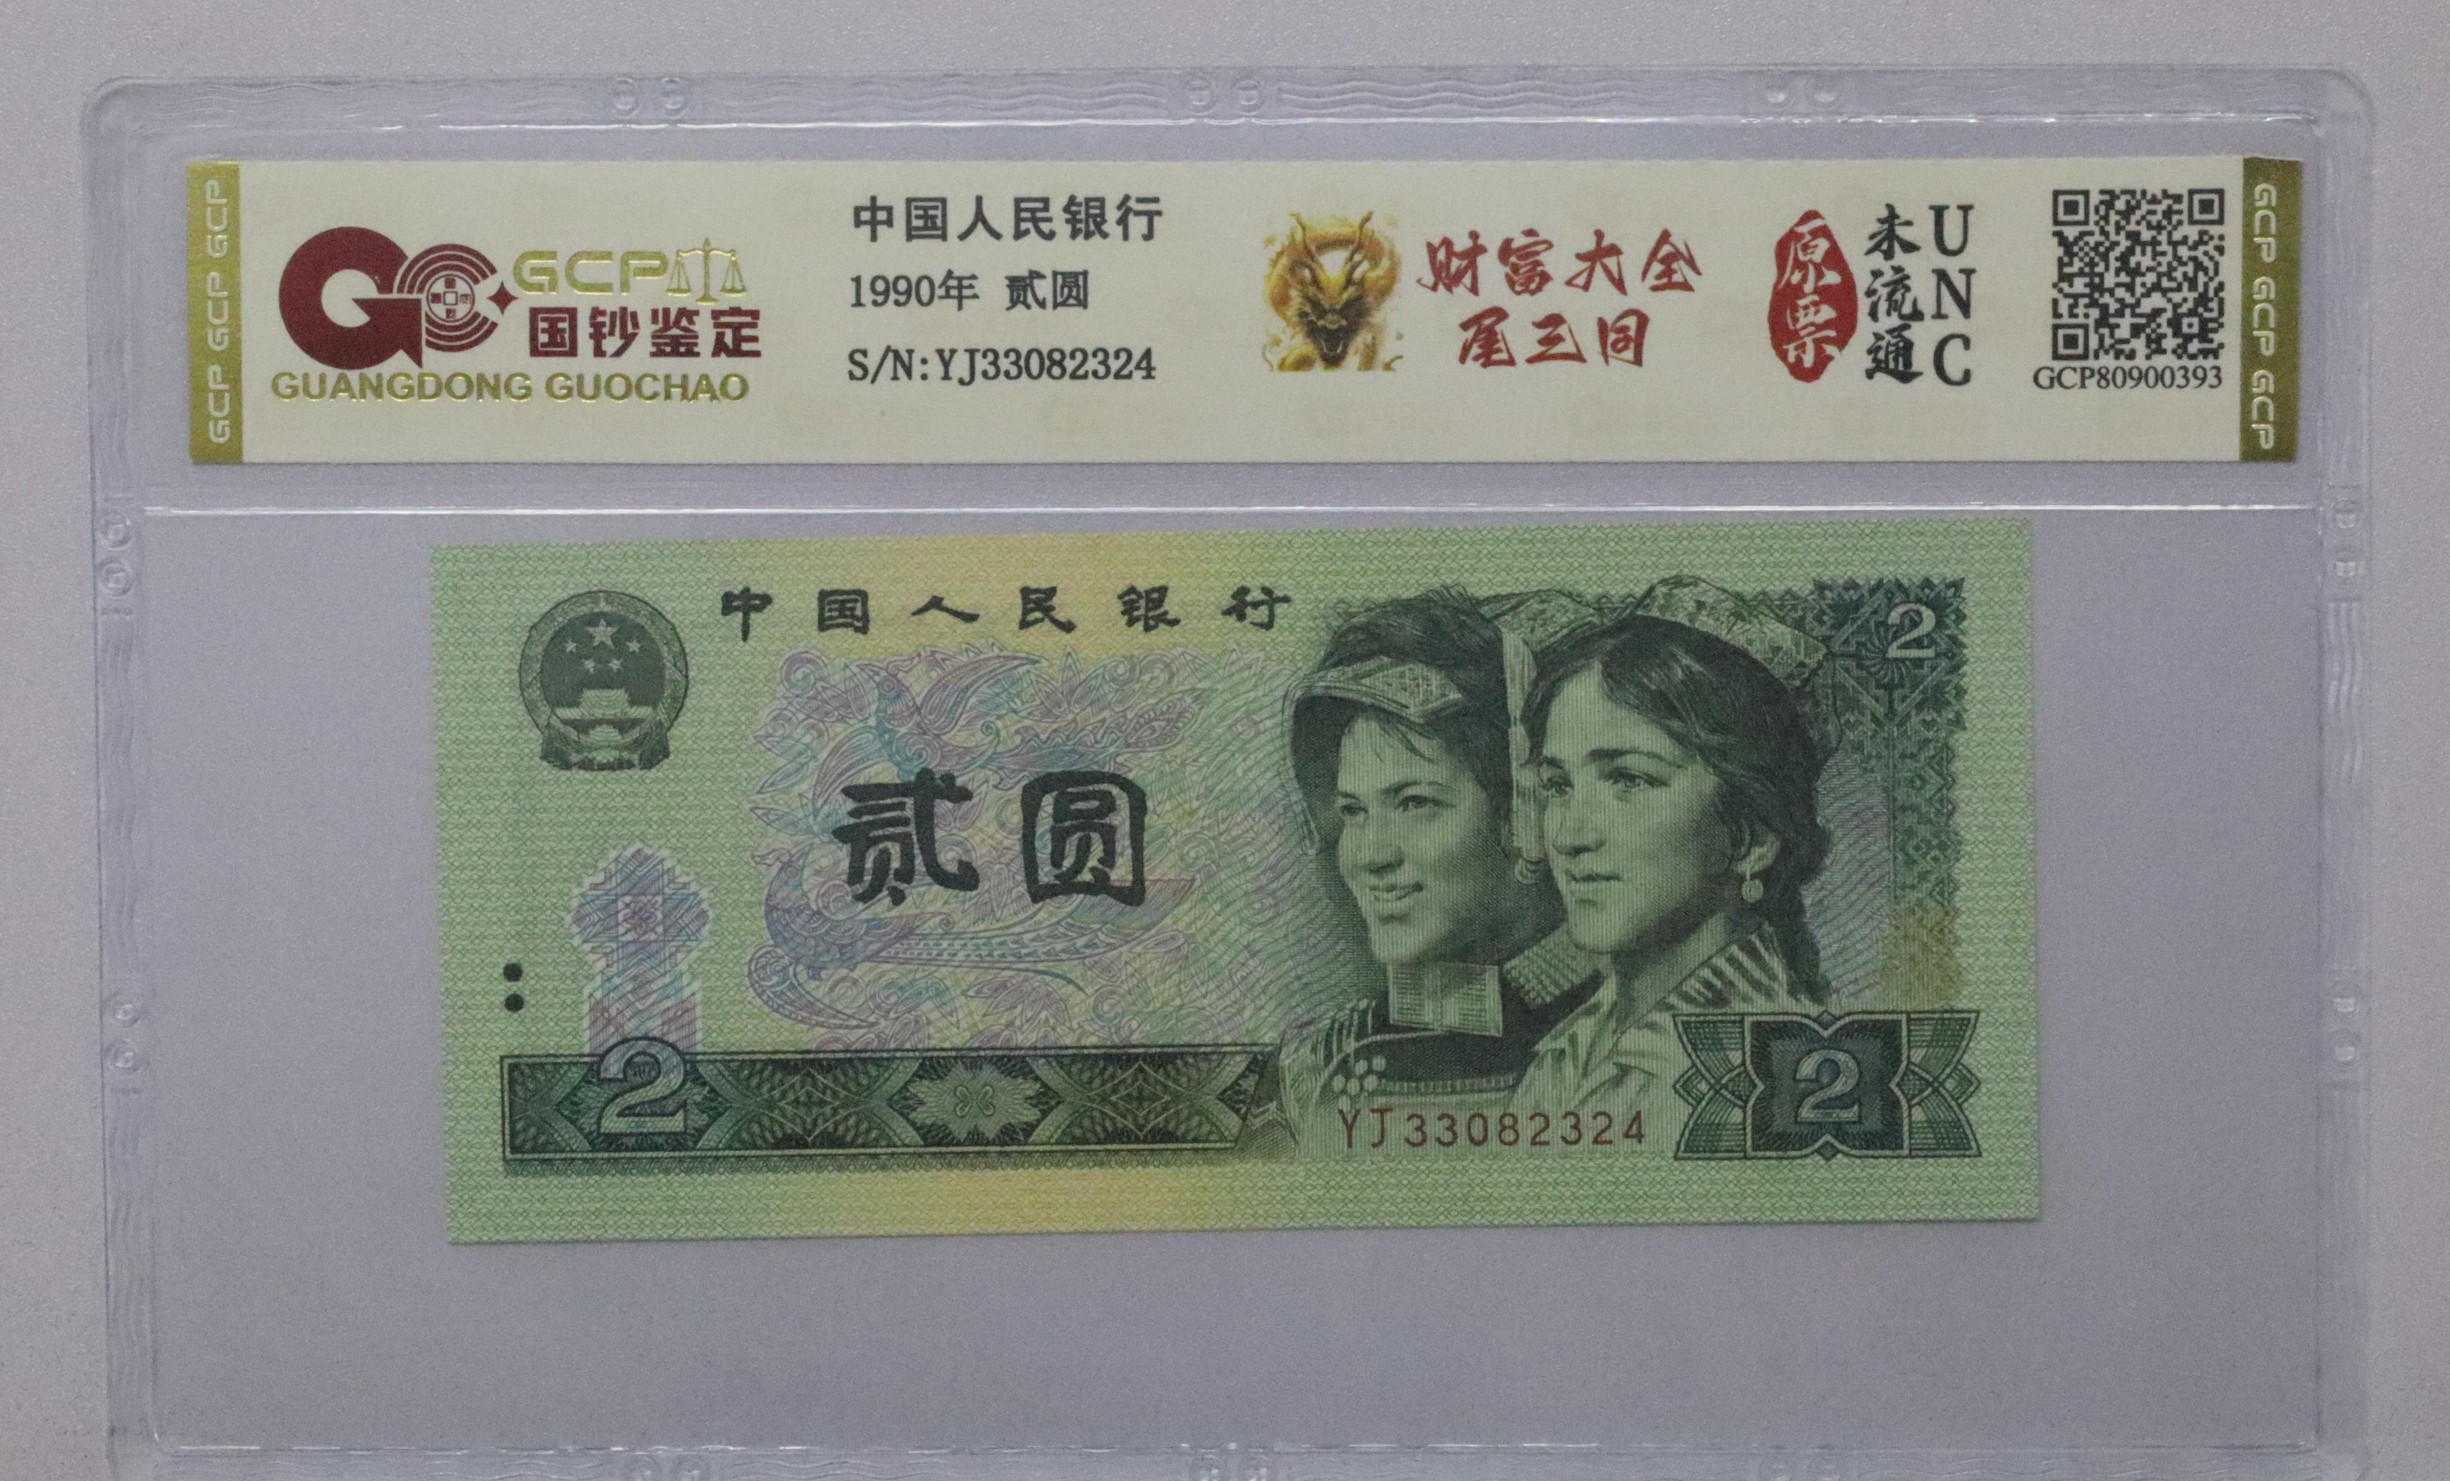 GCP GCP GCP
GCP
国钞鉴定
GUANGDONG GUOCHAO
中国人民银行
1990年 贰圆
S/N:YJ33082324
财富大全
尾三同
原票
未流通
UNC
GCP80900393
GCP GCP GCP
中国人民银行
2
贰圆
2
YJ33082324
2